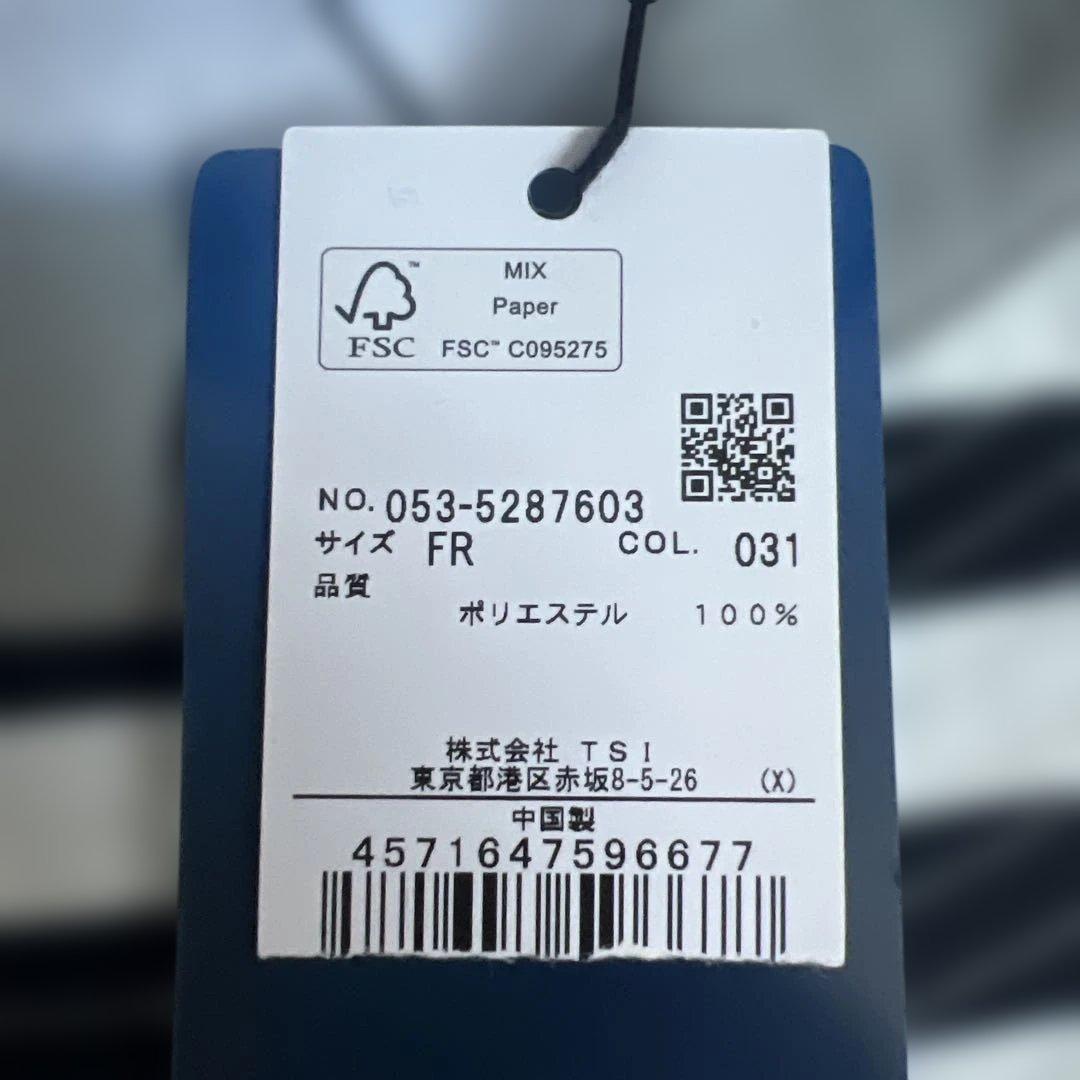 MIX
Paper
FSC™ C095275
FSC
NO. 053-5287603
サイズ FR COL. 031
品質
ポリエステル 100%
株式会社 TSI
東京都港区赤坂8-5-26 (X)
中国製
4571647596677